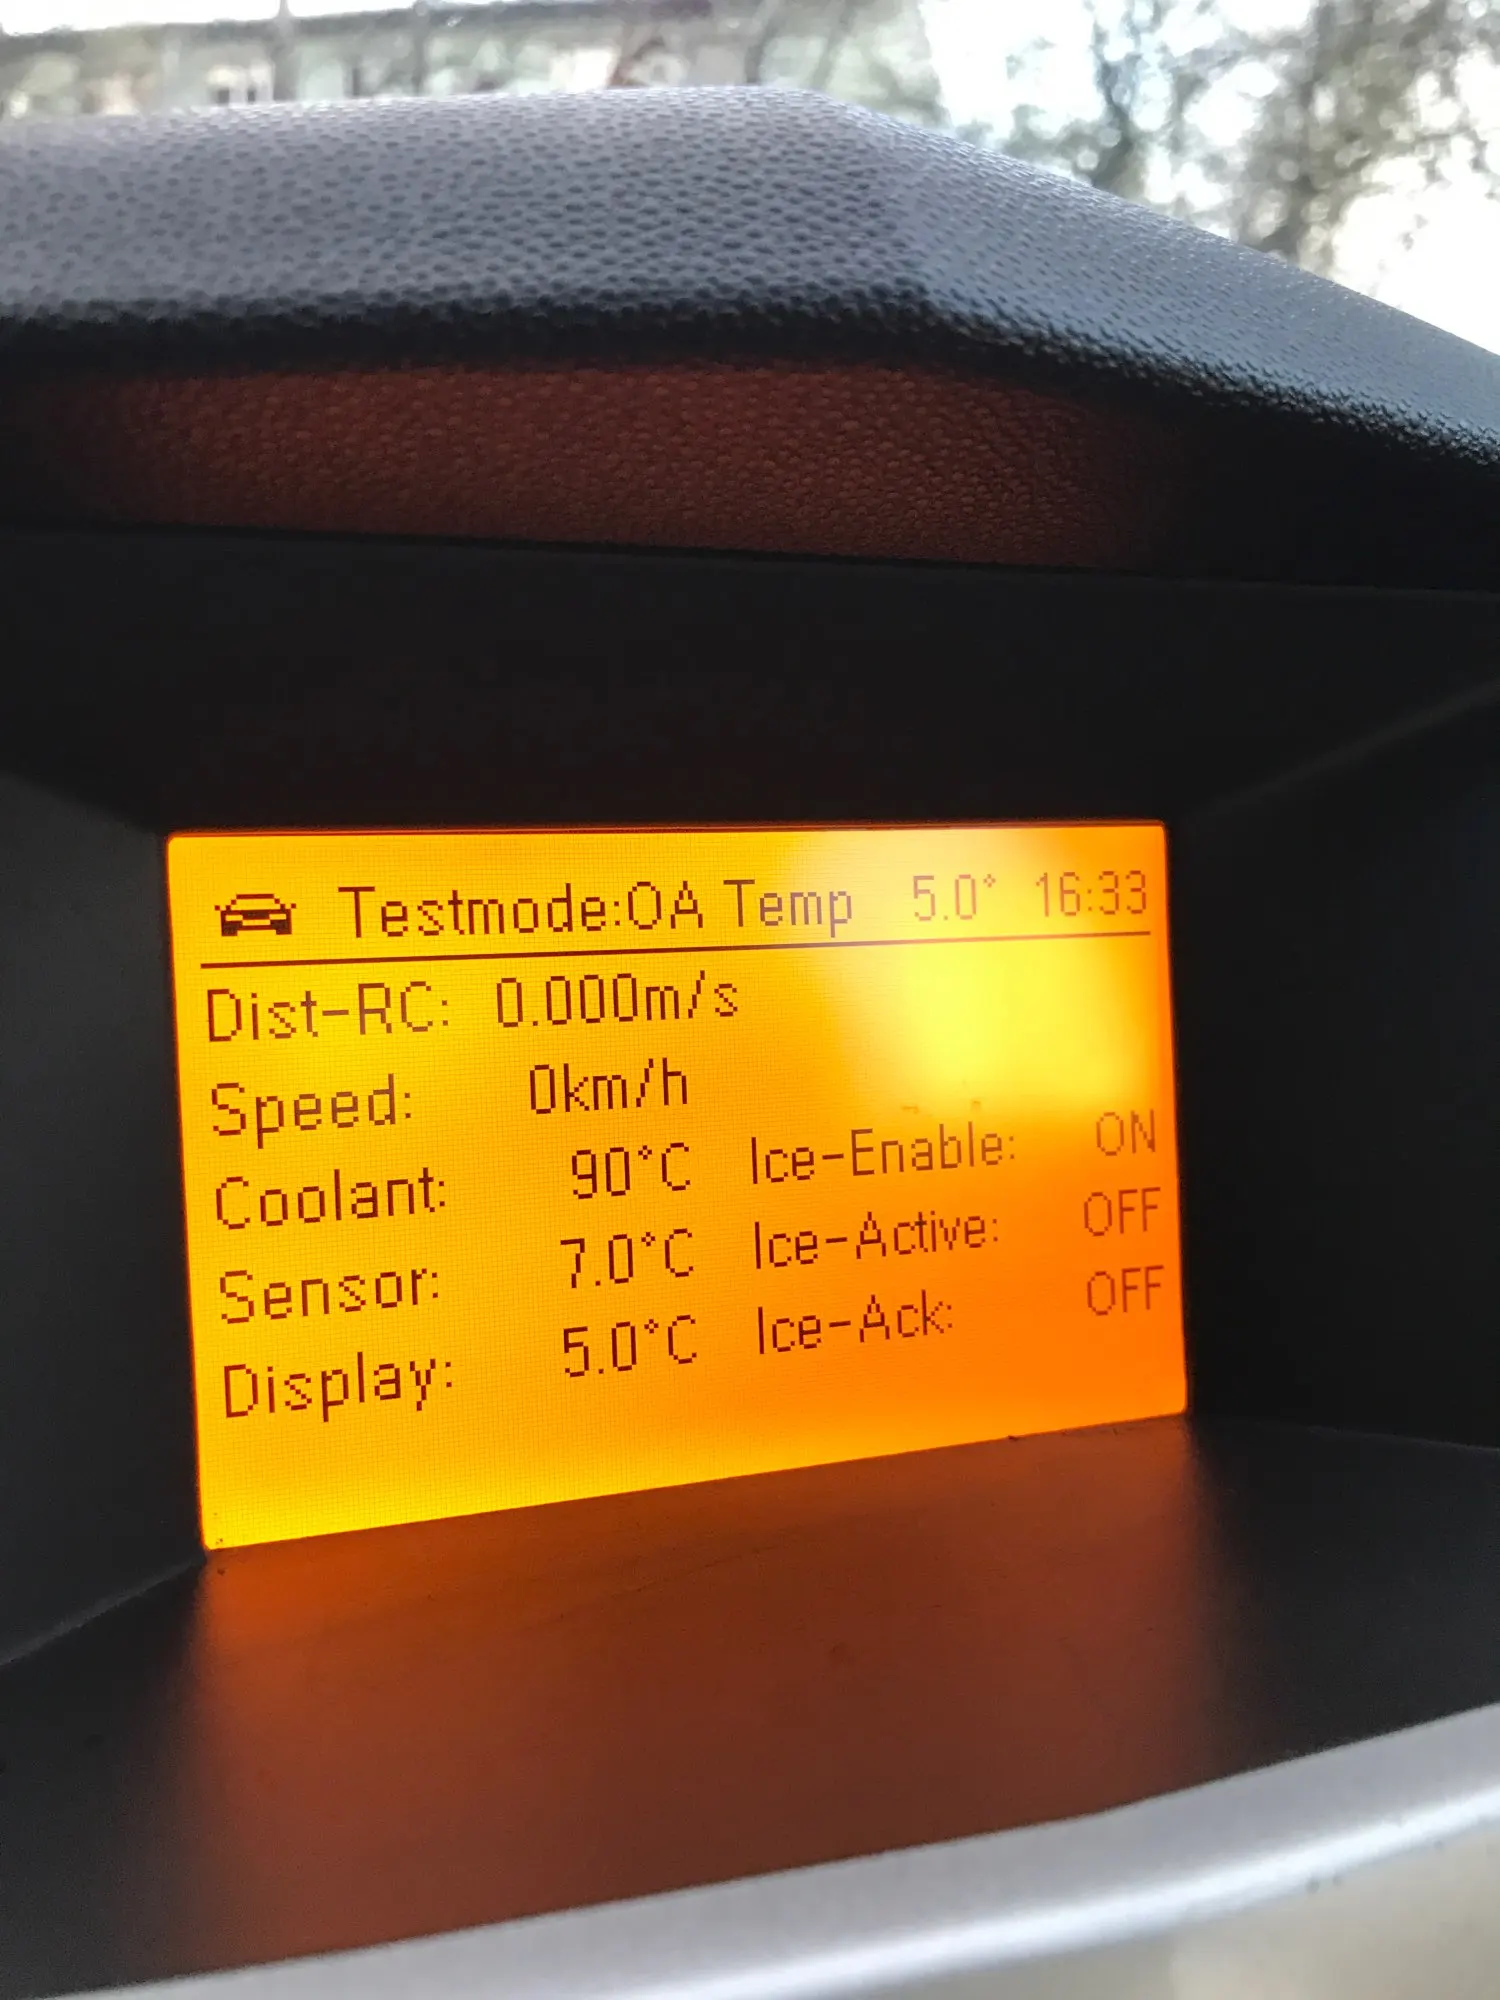 Testmode:OA Temp 5.0° 16:33
Dist-RC: 0.000m/s
Speed: 0km/h
Coolant: 90°C Ice-Enable: ON
Sensor: 7.0°C Ice-Active: OFF
Display: 5.0°C Ice-Ack: OFF